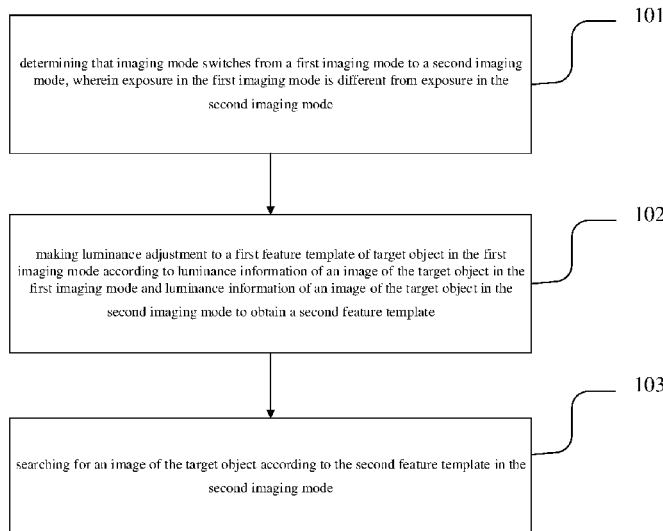 101
determining that imaging mode switches from a first imaging mode to a second imaging
mode, wherein exposure in the first imaging mode is different from exposure in the
second imaging mode
102
making luminance adjustment to a first feature template of target object in the first
imaging mode according to luminance information of an image of the target object in the
first imaging mode and luminance information of an image of the target object in the
second imaging mode to obtain a second feature template
103
searching for an image of the target object according to the second feature template in the
second imaging mode